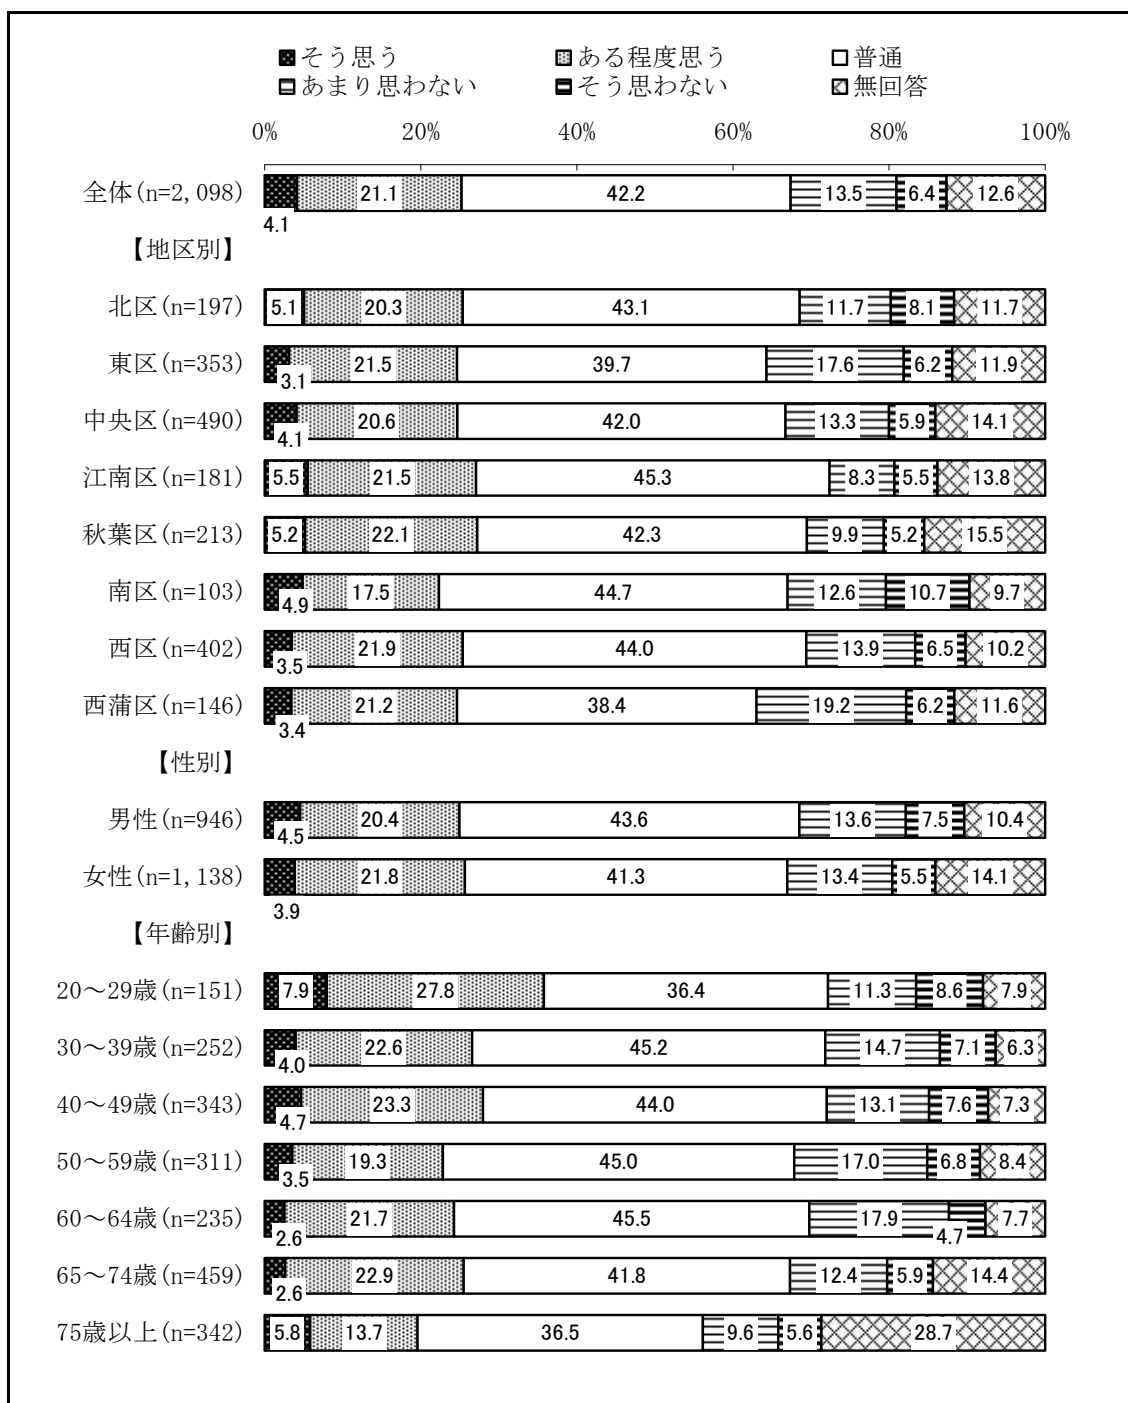 そう思う ある程度思う 普通
あまり思わない そう思わない 無回答
0% 20% 40% 60% 80% 100%
全体(n=2,098) 21.1 42.2 13.5 6.4 12.6
4.1
【地区別】
北区(n=197) 5.1 20.3 43.1 11.7 8.1 11.7
東区(n=353) 3.1 21.5 39.7 17.6 6.2 11.9
中央区(n=490) 4.1 20.6 42.0 13.3 5.9 14.1
江南区(n=181) 5.5 21.5 45.3 8.3 5.5 13.8
秋葉区(n=213) 5.2 22.1 42.3 9.9 5.2 15.5
南区(n=103) 4.9 17.5 44.7 12.6 10.7 9.7
西区(n=402) 3.5 21.9 44.0 13.9 6.5 10.2
西蒲区(n=146) 3.4 21.2 38.4 19.2 6.2 11.6
【性別】
男性(n=946) 4.5 20.4 43.6 13.6 7.5 10.4
女性(n=1,138) 21.8 41.3 13.4 5.5 14.1
3.9
【年齢別】
20～29歳(n=151) 7.9 27.8 36.4 11.3 8.6 7.9
30～39歳(n=252) 4.0 22.6 45.2 14.7 7.1 6.3
40～49歳(n=343) 4.7 23.3 44.0 13.1 7.6 7.3
50～59歳(n=311) 3.5 19.3 45.0 17.0 6.8 8.4
60～64歳(n=235) 2.6 21.7 45.5 17.9 4.7 7.7
65～74歳(n=459) 2.6 22.9 41.8 12.4 5.9 14.4
75歳以上(n=342) 5.8 13.7 36.5 9.6 5.6 28.7